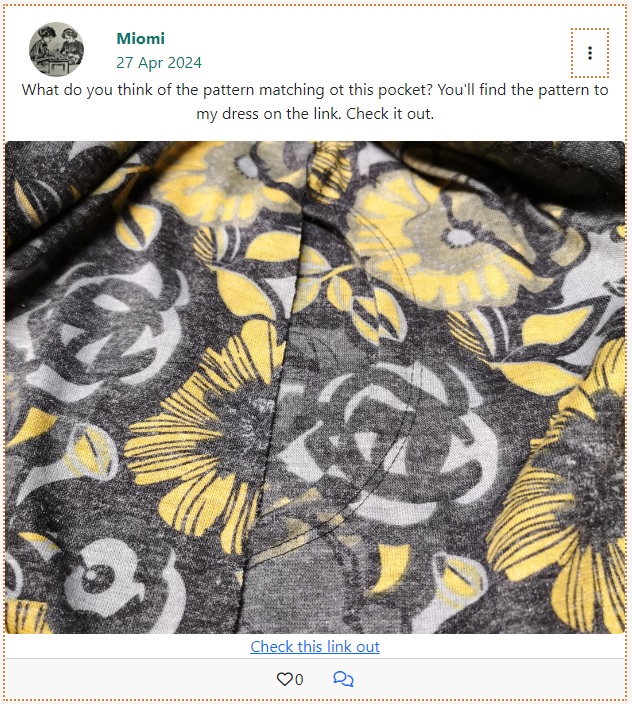 Miomi
27 Apr 2024
What do you think of the pattern matching ot this pocket? You'll find the pattern to
my dress on the link. Check it out.
Check this link out
0